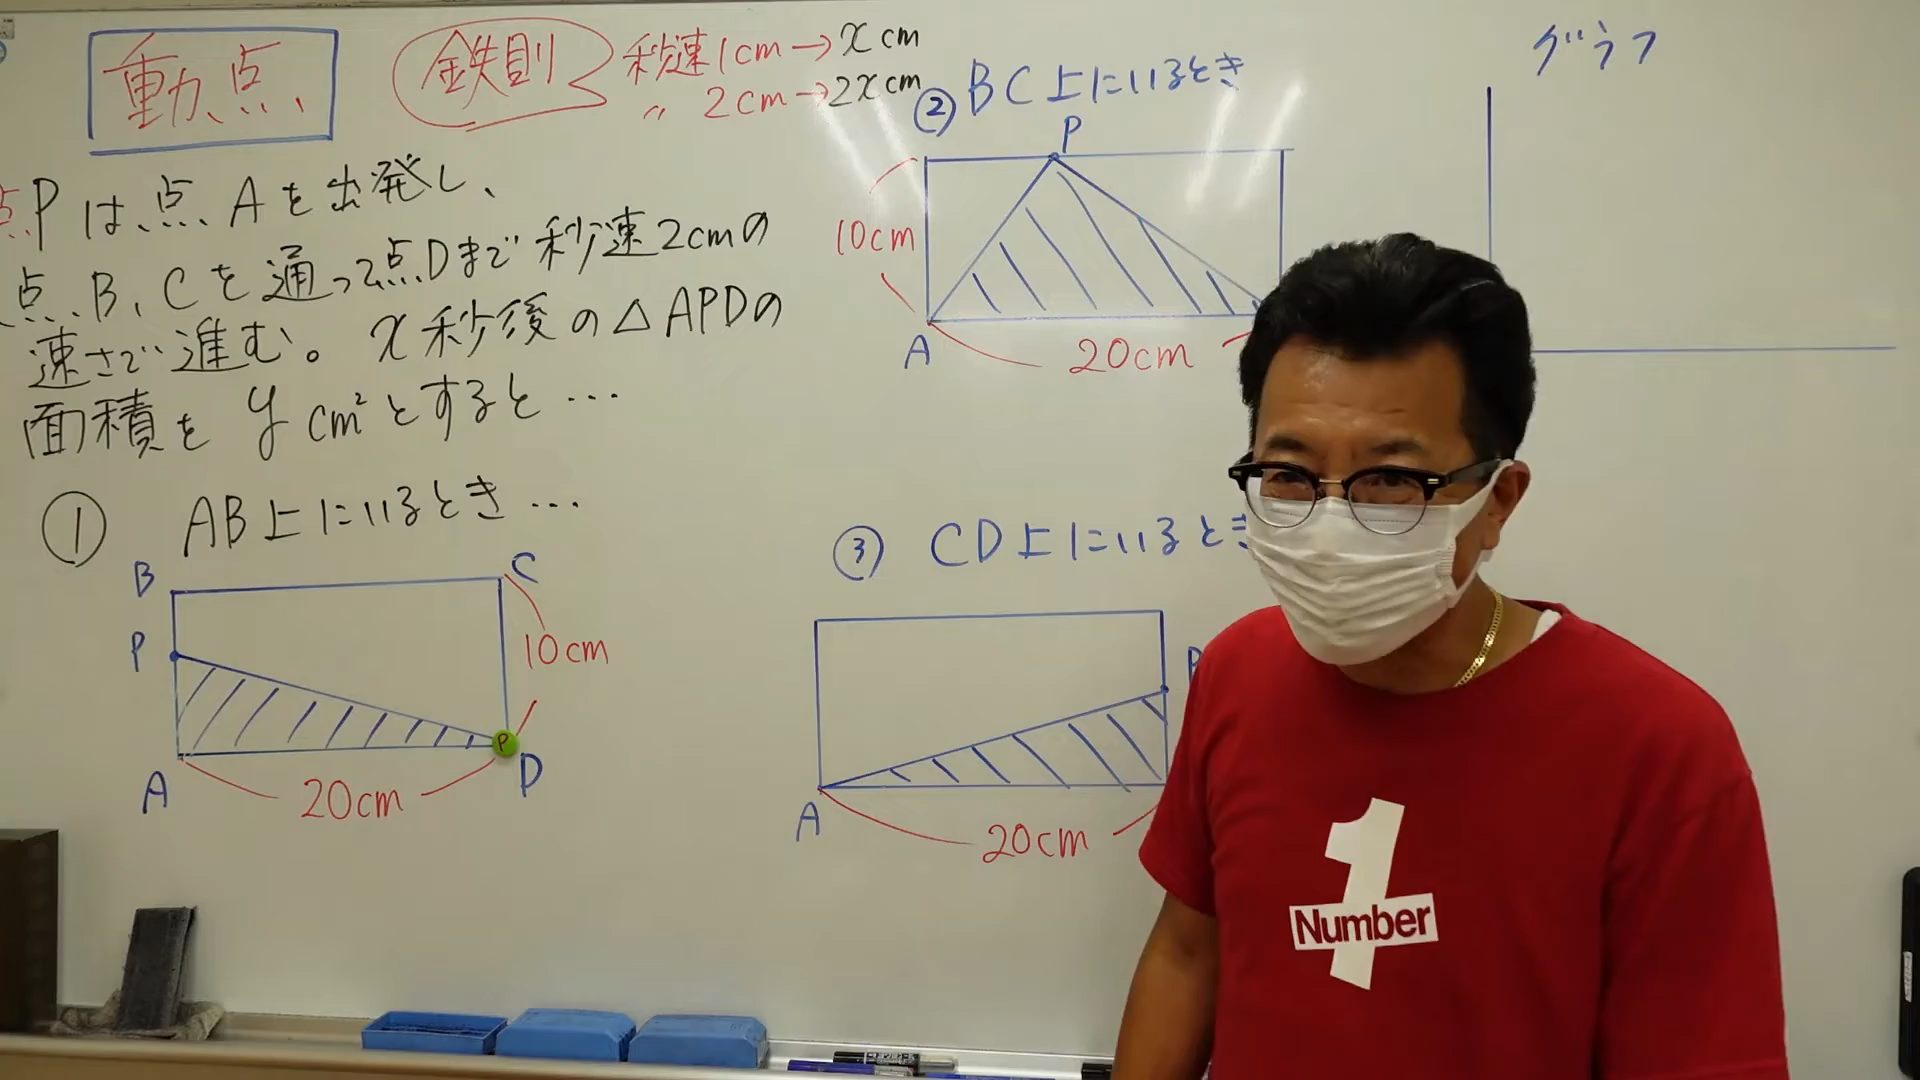 動点
鉄則
秒速1cm→xcm
〃 2cm→2xcm
点Pは点Aを出発し、
点B、Cを通って点Dまで秒速2cmの
速さで進む。x秒後の△APDの
面積をycm²とすると…
① AB上にいるとき…
B
C
P
10cm
P
A
20cm
D
② BC上にいるとき
P
10cm
A
20cm
③ CD上にいるとき
P
A
20cm
グラフ
1
Number